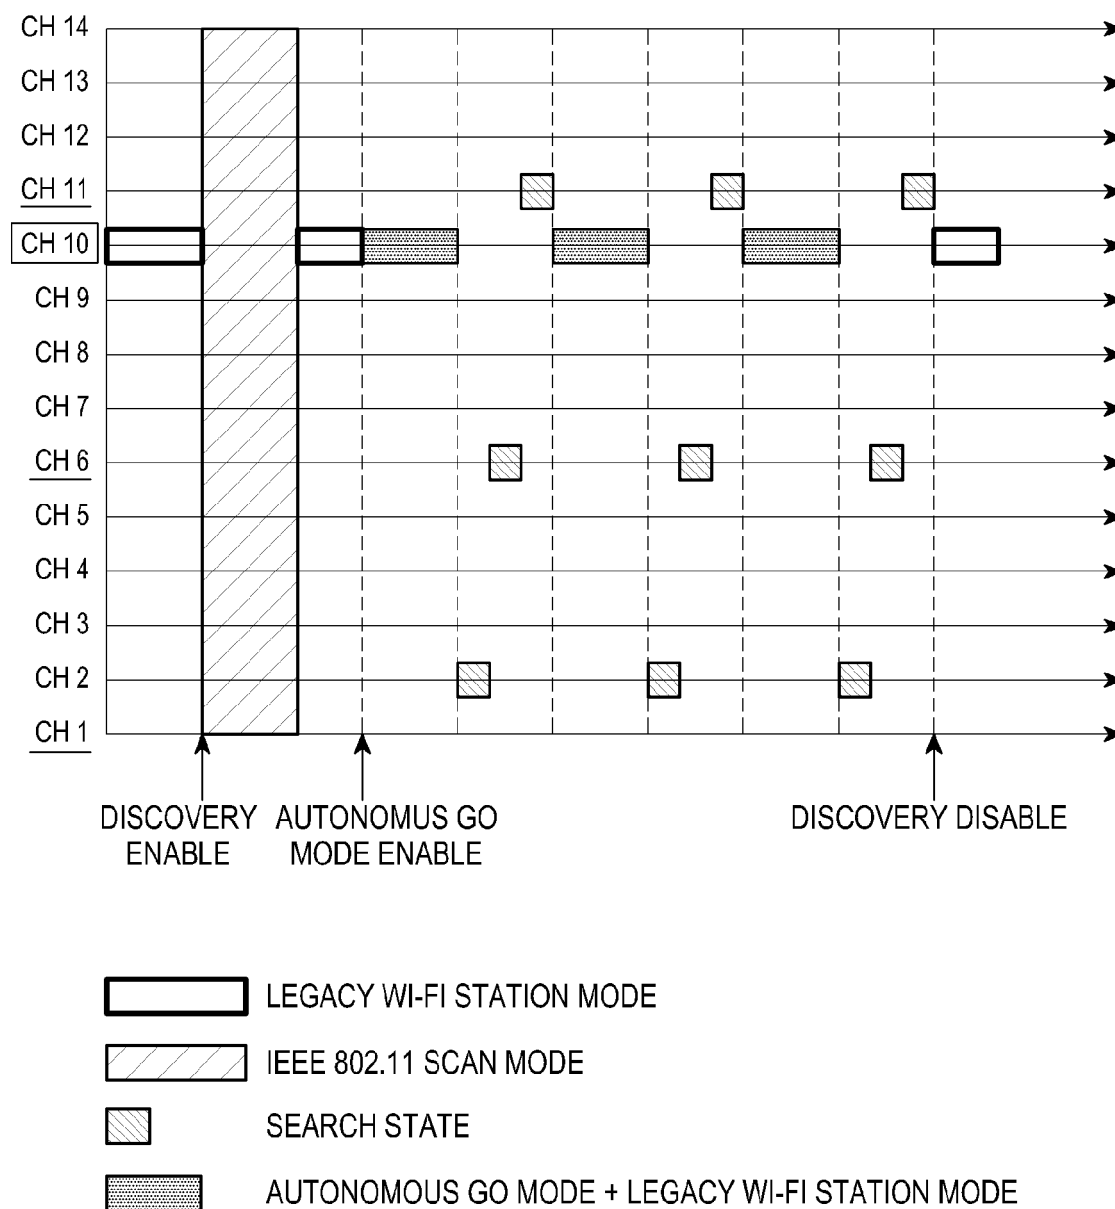 CH 14
CH 13
CH 12
CH 11
CH 10
CH 9
CH 8
CH 7
CH 6
CH 5
CH 4
CH 3
CH 2
CH 1
DISCOVERY
ENABLE
AUTONOMUS GO
MODE ENABLE
DISCOVERY DISABLE
LEGACY WI-FI STATION MODE
IEEE 802.11 SCAN MODE
SEARCH STATE
AUTONOMOUS GO MODE + LEGACY WI-FI STATION MODE